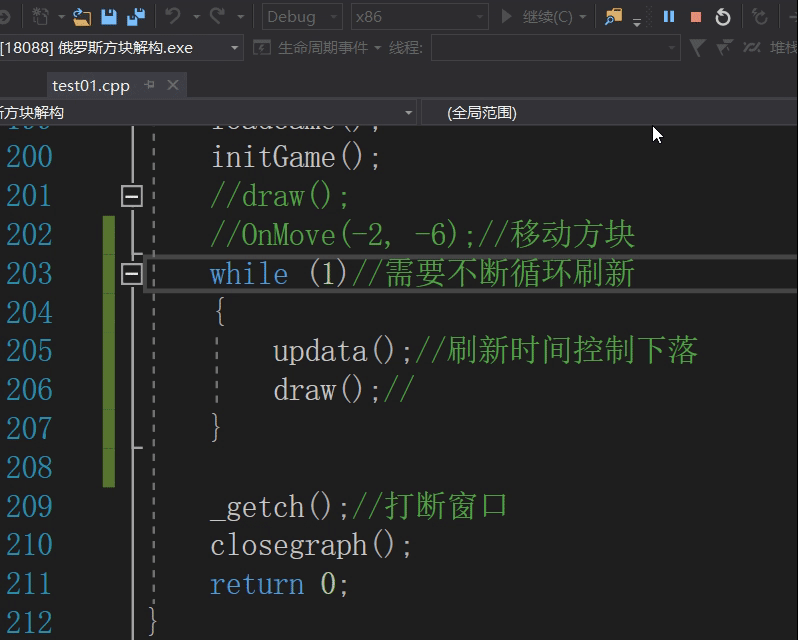 Debug x86 继续(C)
[18088] 俄罗斯方块解构.exe 生命周期事件 线程: 堆栈
test01.cpp
斤方块解构 (全局范围)
199 loadGame();
200 initGame();
201 //draw();
202 //OnMove(-2, -6);//移动方块
203 while (1)//需要不断循环刷新
204 {
205 updata();//刷新时间控制下落
206 draw();//
207 }
208
209 _getch();//打断窗口
210 closegraph();
211 return 0;
212 }